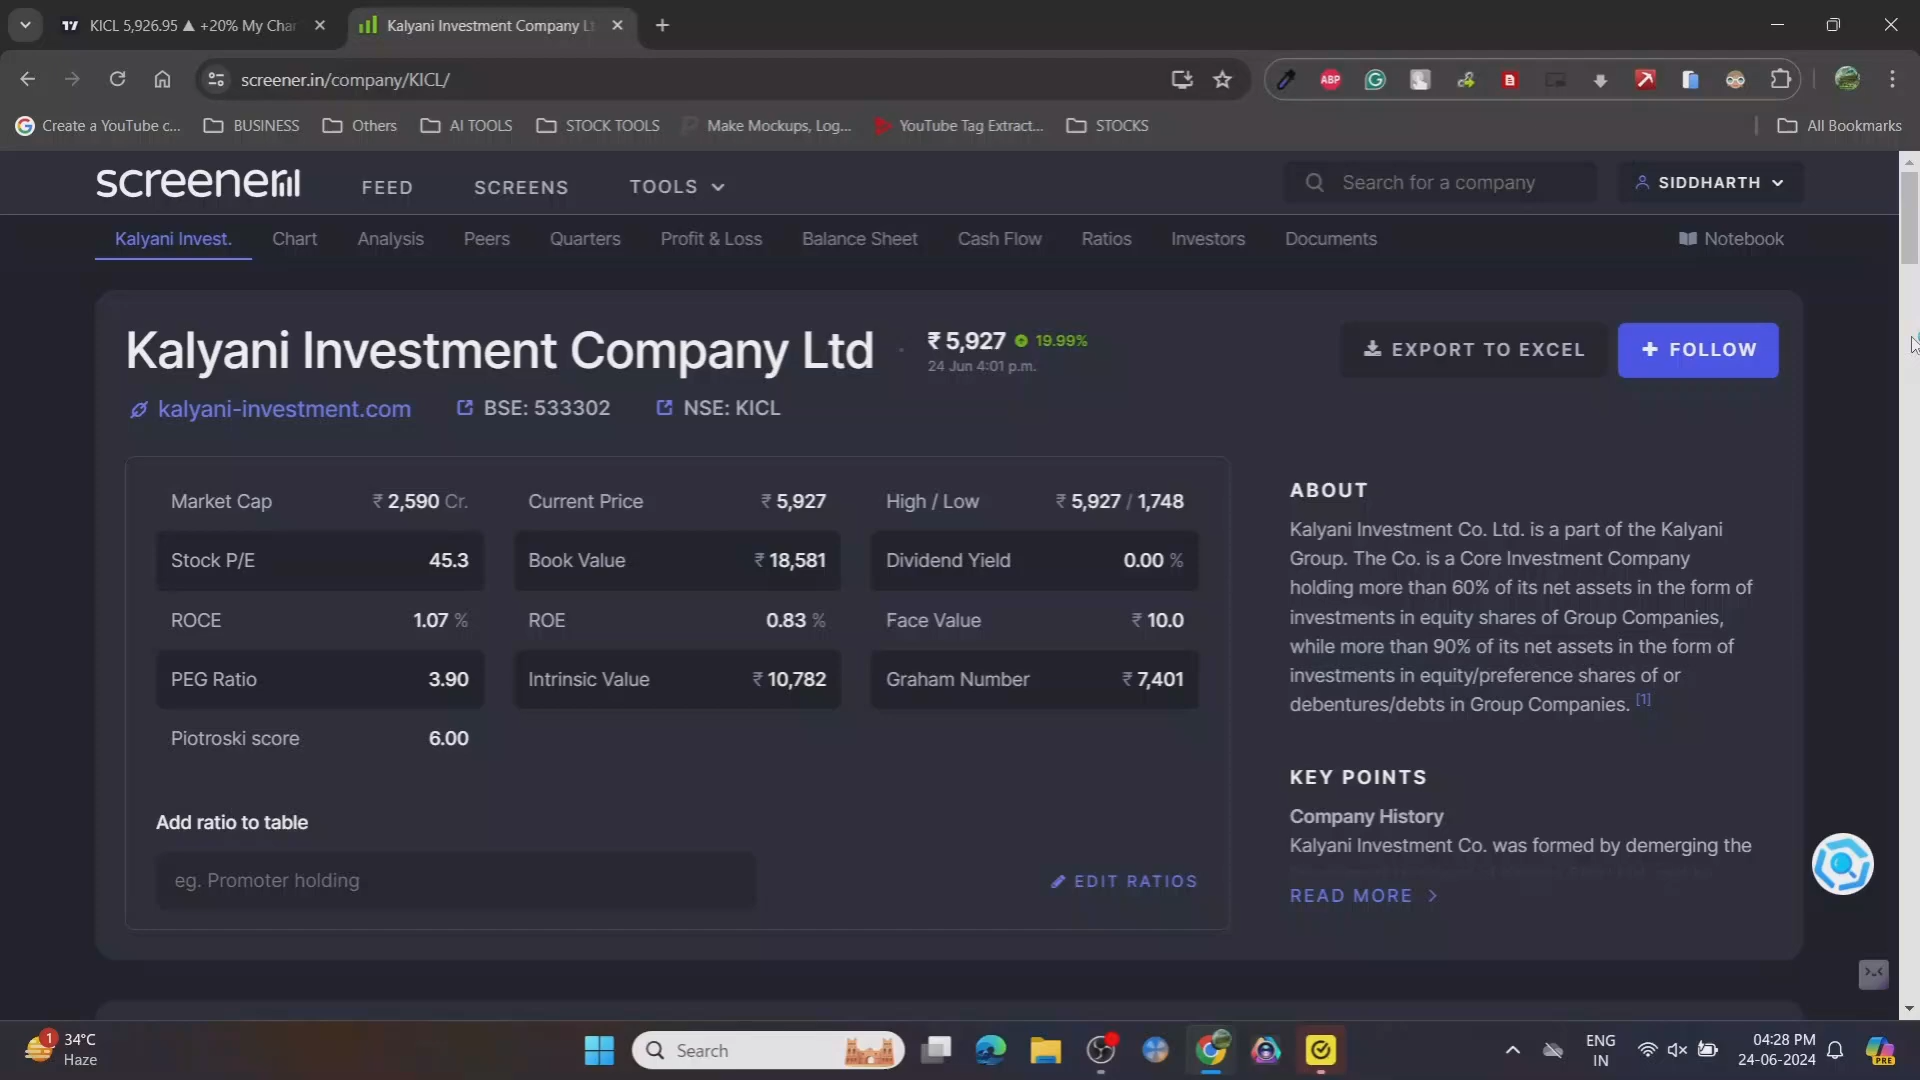 KICL 5,926.95 ▲ +20% My Char
Kalyani Investment Company Lt
screener.in/company/KICL/
Create a YouTube c...
BUSINESS
Others
AI TOOLS
STOCK TOOLS
Make Mockups, Log...
YouTube Tag Extract...
STOCKS
All Bookmarks
ABP
screener
FEED
SCREENS
TOOLS
Search for a company
SIDDHARTH
Kalyani Invest.
Chart
Analysis
Peers
Quarters
Profit & Loss
Balance Sheet
Cash Flow
Ratios
Investors
Documents
Notebook
Kalyani Investment Company Ltd
₹ 5,927 19.99%
24 Jun 4:01 p.m.
EXPORT TO EXCEL
+ FOLLOW
kalyani-investment.com
BSE: 533302
NSE: KICL
Market Cap ₹ 2,590 Cr.
Current Price ₹ 5,927
High / Low ₹ 5,927 / 1,748
Stock P/E 45.3
Book Value ₹ 18,581
Dividend Yield 0.00 %
ROCE 1.07 %
ROE 0.83 %
Face Value ₹ 10.0
PEG Ratio 3.90
Intrinsic Value ₹ 10,782
Graham Number ₹ 7,401
Piotroski score 6.00
Add ratio to table
eg. Promoter holding
EDIT RATIOS
ABOUT
Kalyani Investment Co. Ltd. is a part of the Kalyani
Group. The Co. is a Core Investment Company
holding more than 60% of its net assets in the form of
investments in equity shares of Group Companies,
while more than 90% of its net assets in the form of
investments in equity/preference shares of or
debentures/debts in Group Companies. [1]
KEY POINTS
Company History
Kalyani Investment Co. was formed by demerging the
READ MORE
1
34°C
Haze
Search
ENG
IN
04:28 PM
24-06-2024
PRE